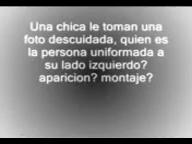 Una chica le toman una
foto descuidada, quien es
la persona uniformada a
su lado izquierdo?
aparicion? montaje?